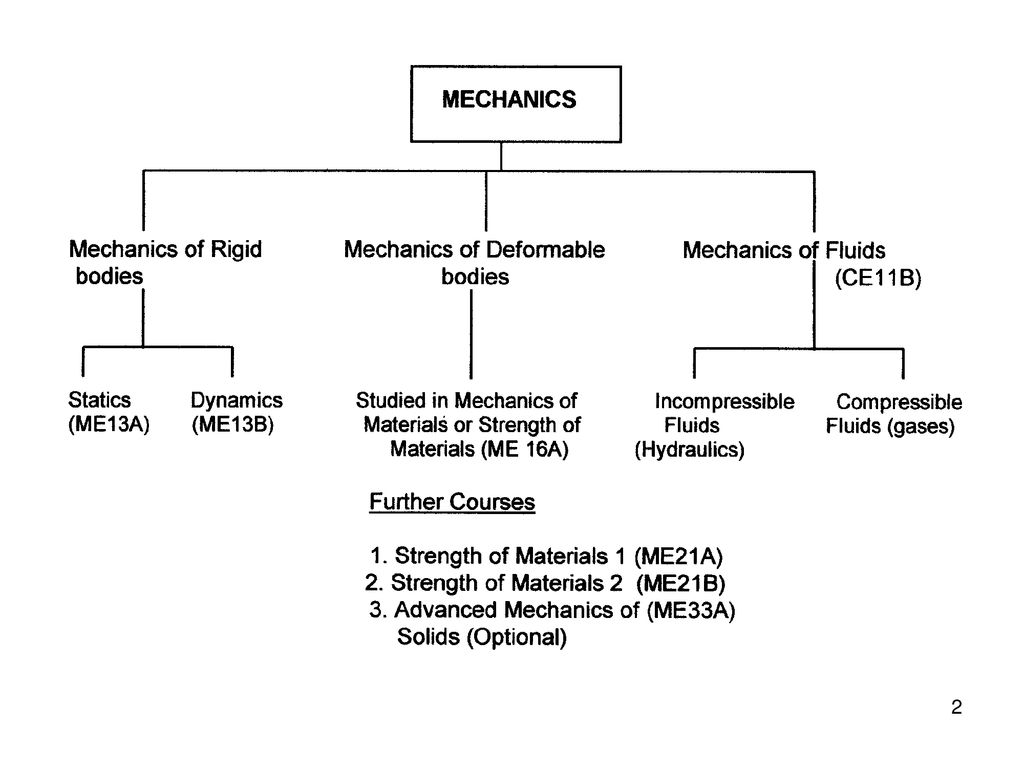 MECHANICS
Mechanics of Rigid
bodies
Mechanics of Deformable
bodies
Mechanics of Fluids
(CE11B)
Statics
(ME13A)
Dynamics
(ME13B)
Studied in Mechanics of
Materials or Strength of
Materials (ME 16A)
Incompressible
Fluids
(Hydraulics)
Compressible
Fluids (gases)
Further Courses
1. Strength of Materials 1 (ME21A)
2. Strength of Materials 2 (ME21B)
3. Advanced Mechanics of (ME33A)
Solids (Optional)
2